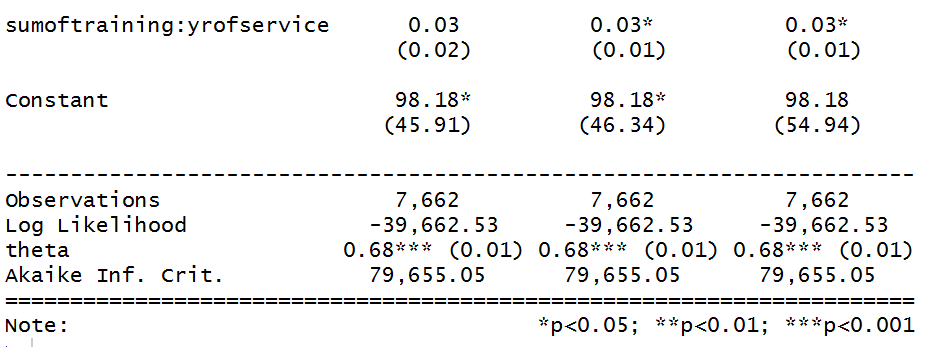 sumoftraining:yrofservice 0.03 0.03* 0.03*
(0.02) (0.01) (0.01)
Constant 98.18* 98.18* 98.18
(45.91) (46.34) (54.94)
----------------------------------------------------------------------
Observations 7,662 7,662 7,662
Log Likelihood -39,662.53 -39,662.53 -39,662.53
theta 0.68*** (0.01) 0.68*** (0.01) 0.68*** (0.01)
Akaike Inf. Crit. 79,655.05 79,655.05 79,655.05
======================================================================
Note: *p<0.05; **p<0.01; ***p<0.001